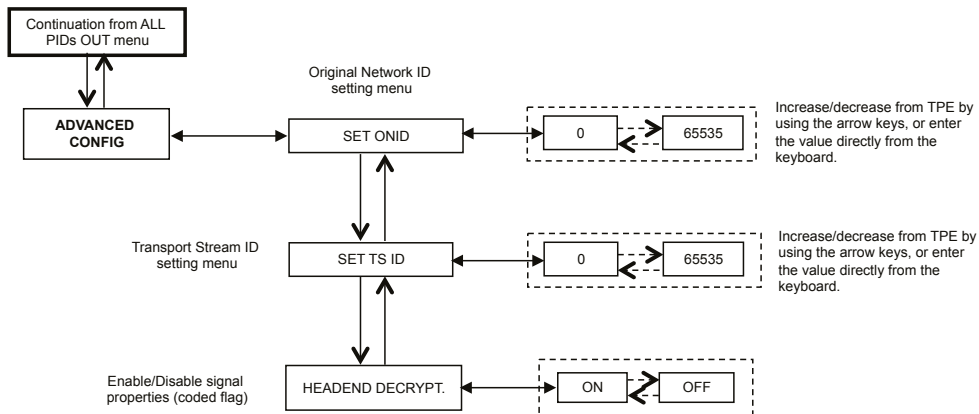 Continuation from ALL
PIDs OUT menu
Original Network ID
setting menu
ADVANCED
CONFIG
SET ONID
0
65535
Increase/decrease from TPE by
using the arrow keys, or enter
the value directly from the
keyboard.
Transport Stream ID
setting menu
SET TS ID
0
65535
Increase/decrease from TPE by
using the arrow keys, or enter
the value directly from the
keyboard.
Enable/Disable signal
properties (coded flag)
HEADEND DECRYPT.
ON
OFF